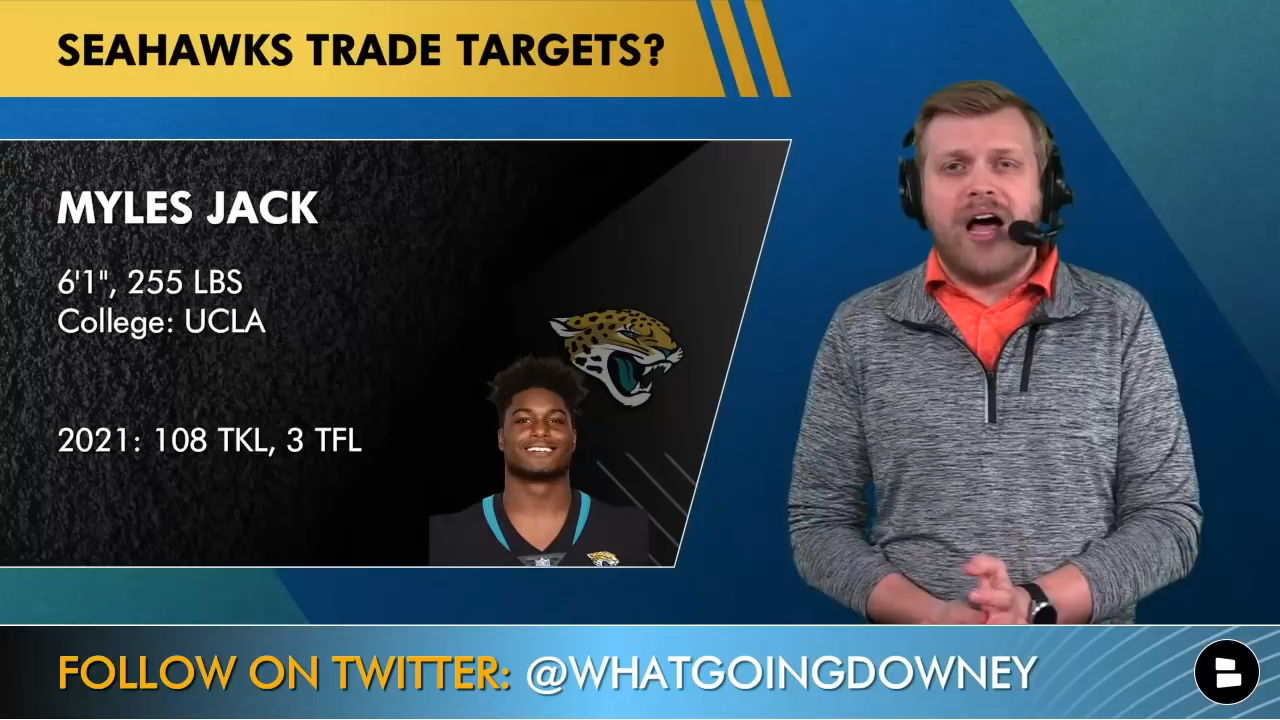 SEAHAWKS TRADE TARGETS?
MYLES JACK
6'1", 255 LBS
College: UCLA
2021: 108 TKL, 3 TFL
FOLLOW ON TWITTER: @WHATGOINGDOWNEY